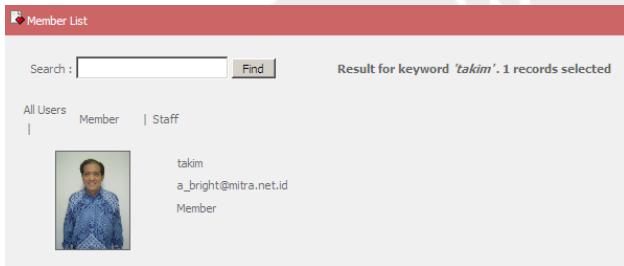 Member List
Search : Find Result for keyword 'takim'. 1 records selected
All Users
| Member | Staff
takim
a_bright@mitra.net.id
Member